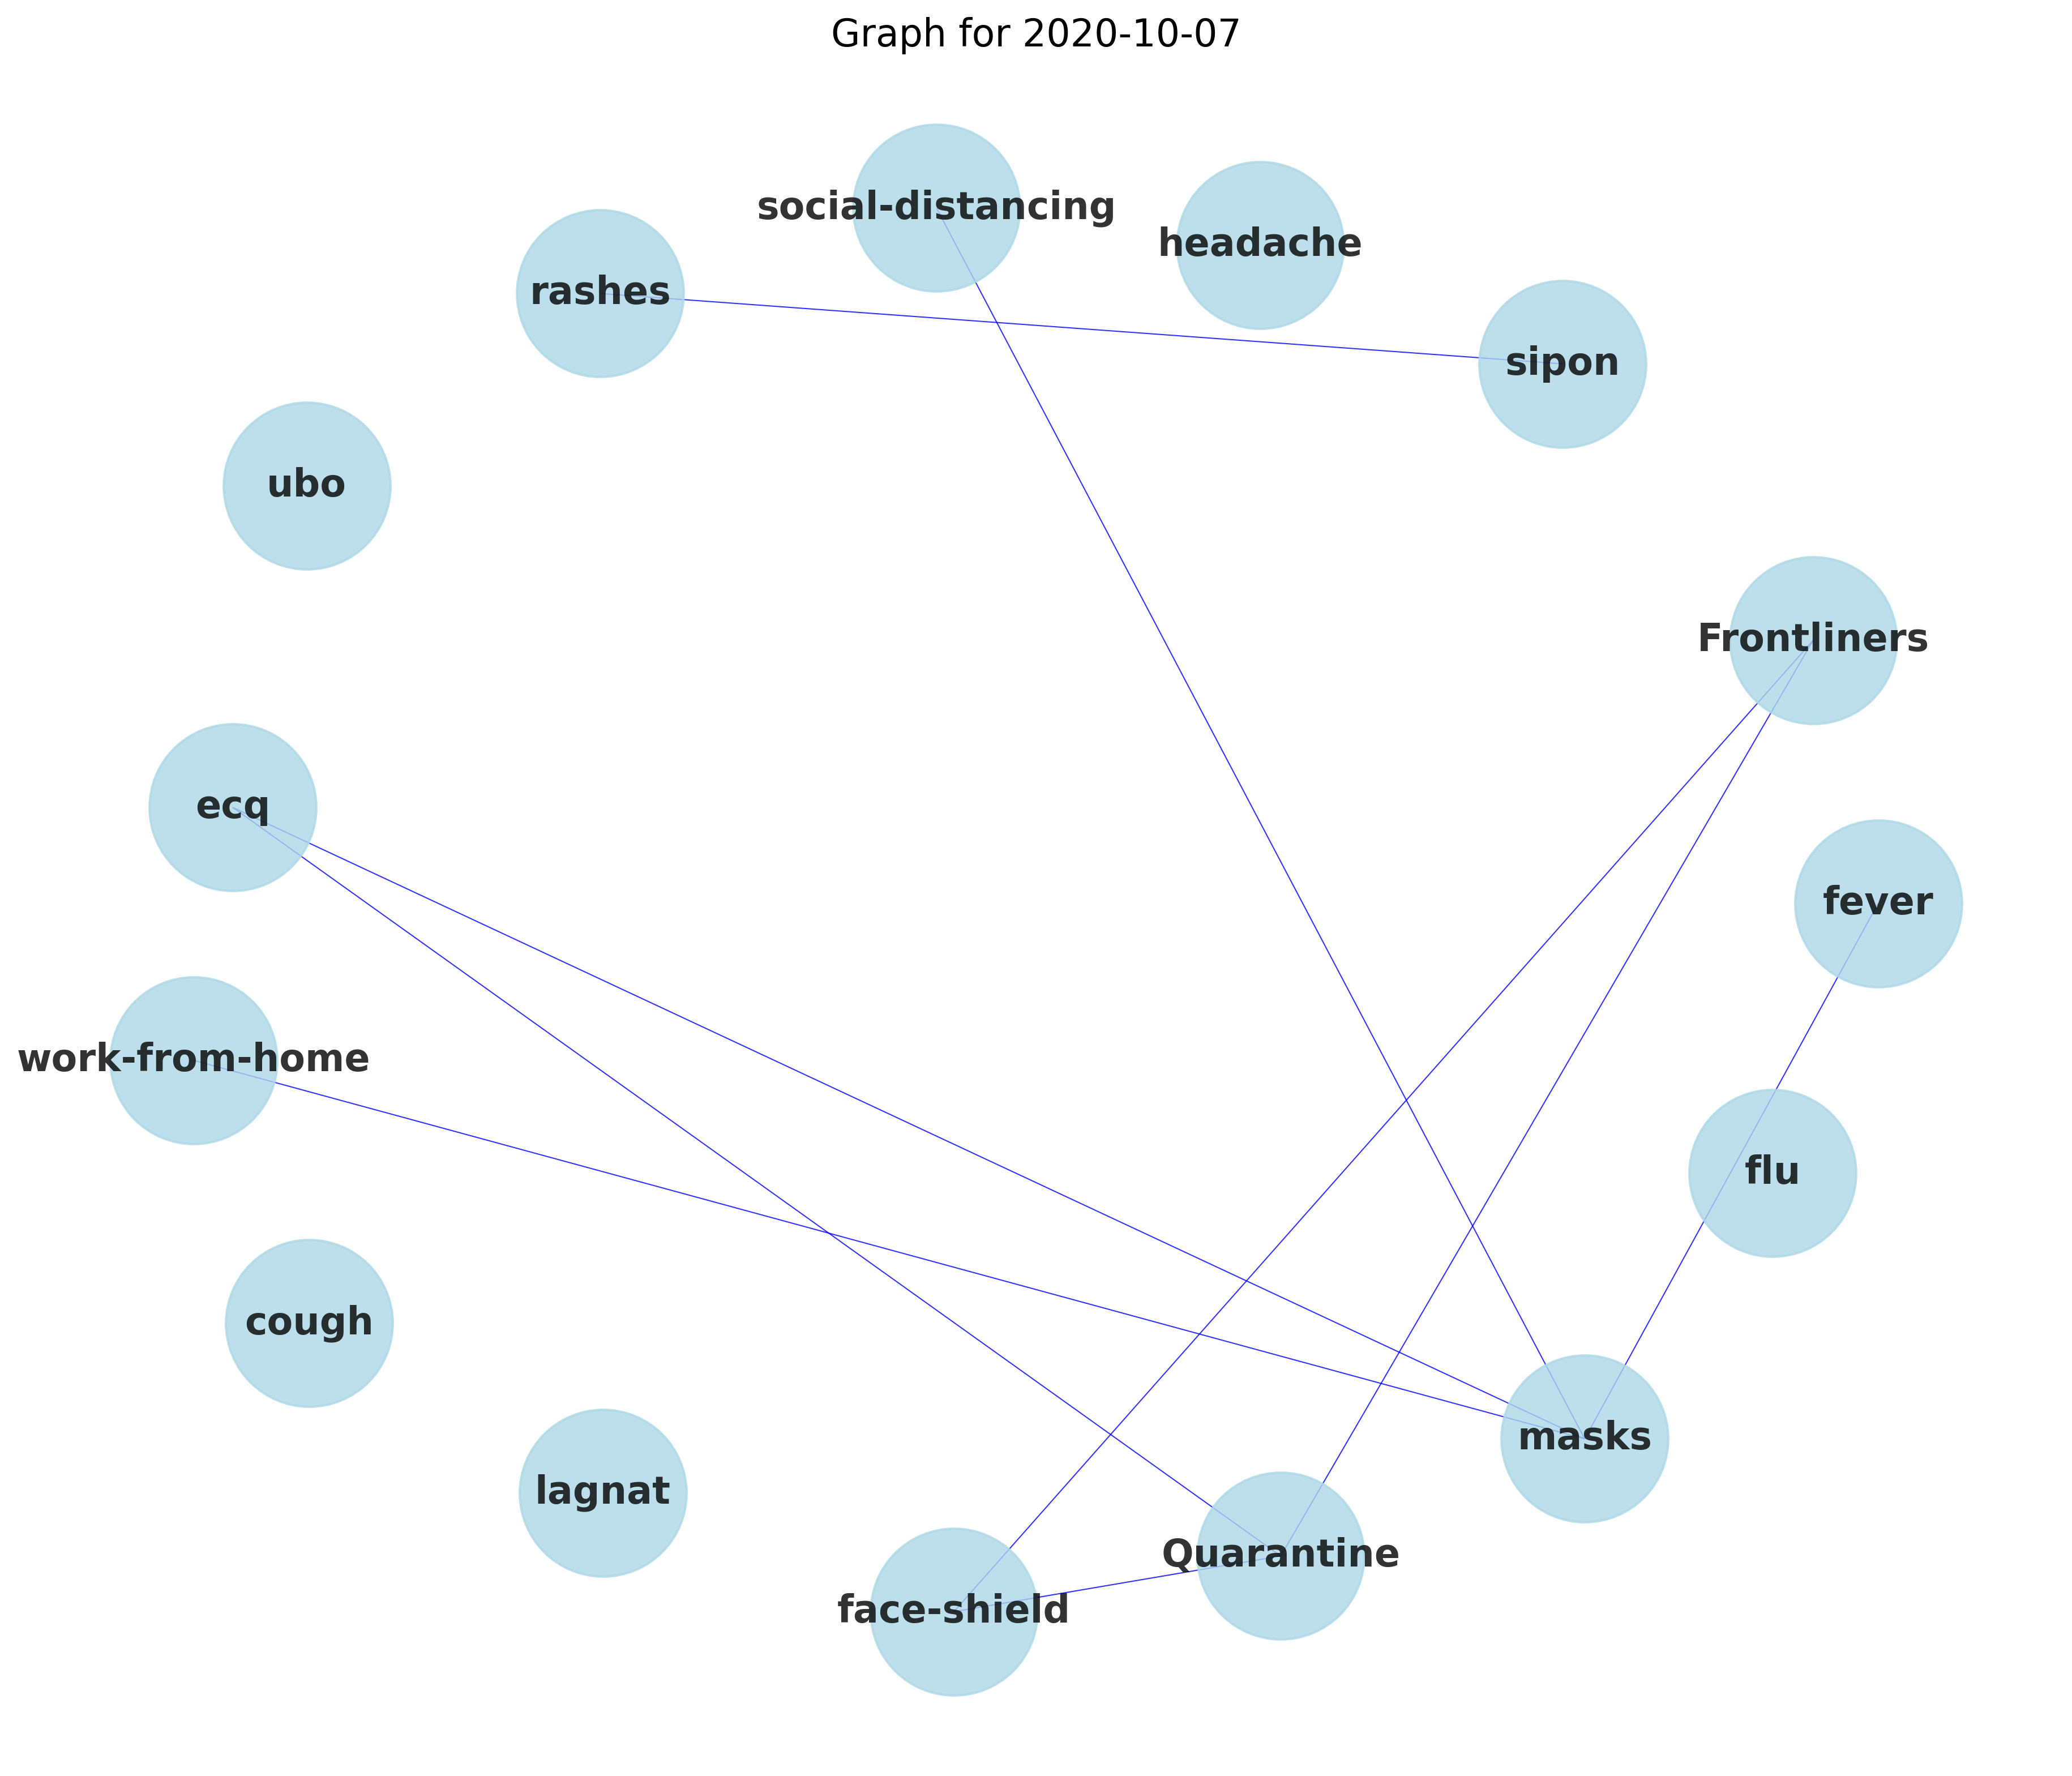 Graph for 2020-10-07
social-distancing
headache
rashes
sipon
ubo
Frontliners
ecq
fever
work-from-home
flu
cough
masks
lagnat
Quarantine
face-shield